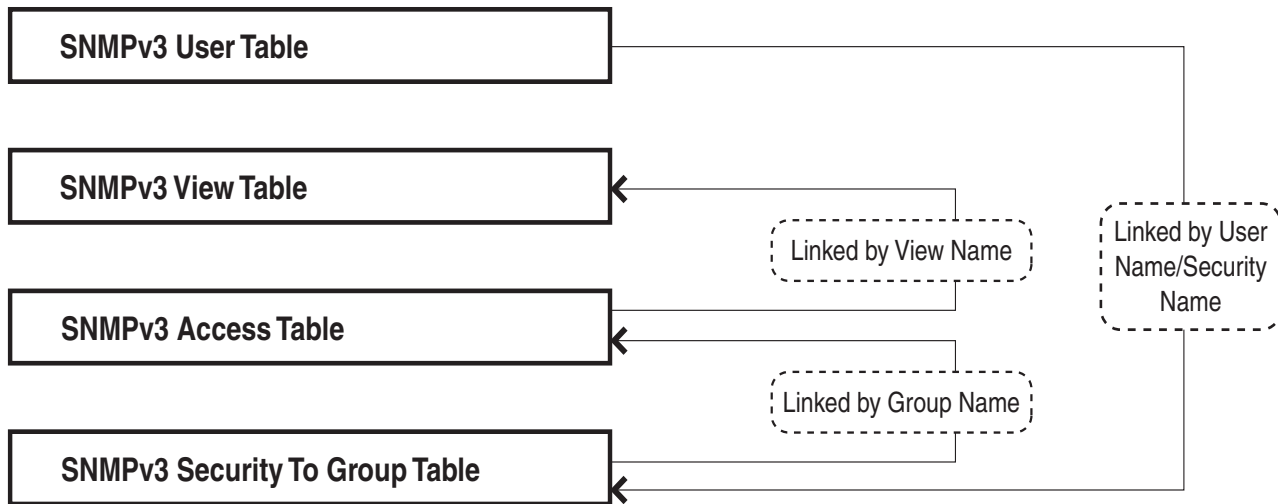 SNMPv3 User Table
SNMPv3 View Table
Linked by View Name
Linked by User
Name/Security
Name
SNMPv3 Access Table
Linked by Group Name
SNMPv3 Security To Group Table